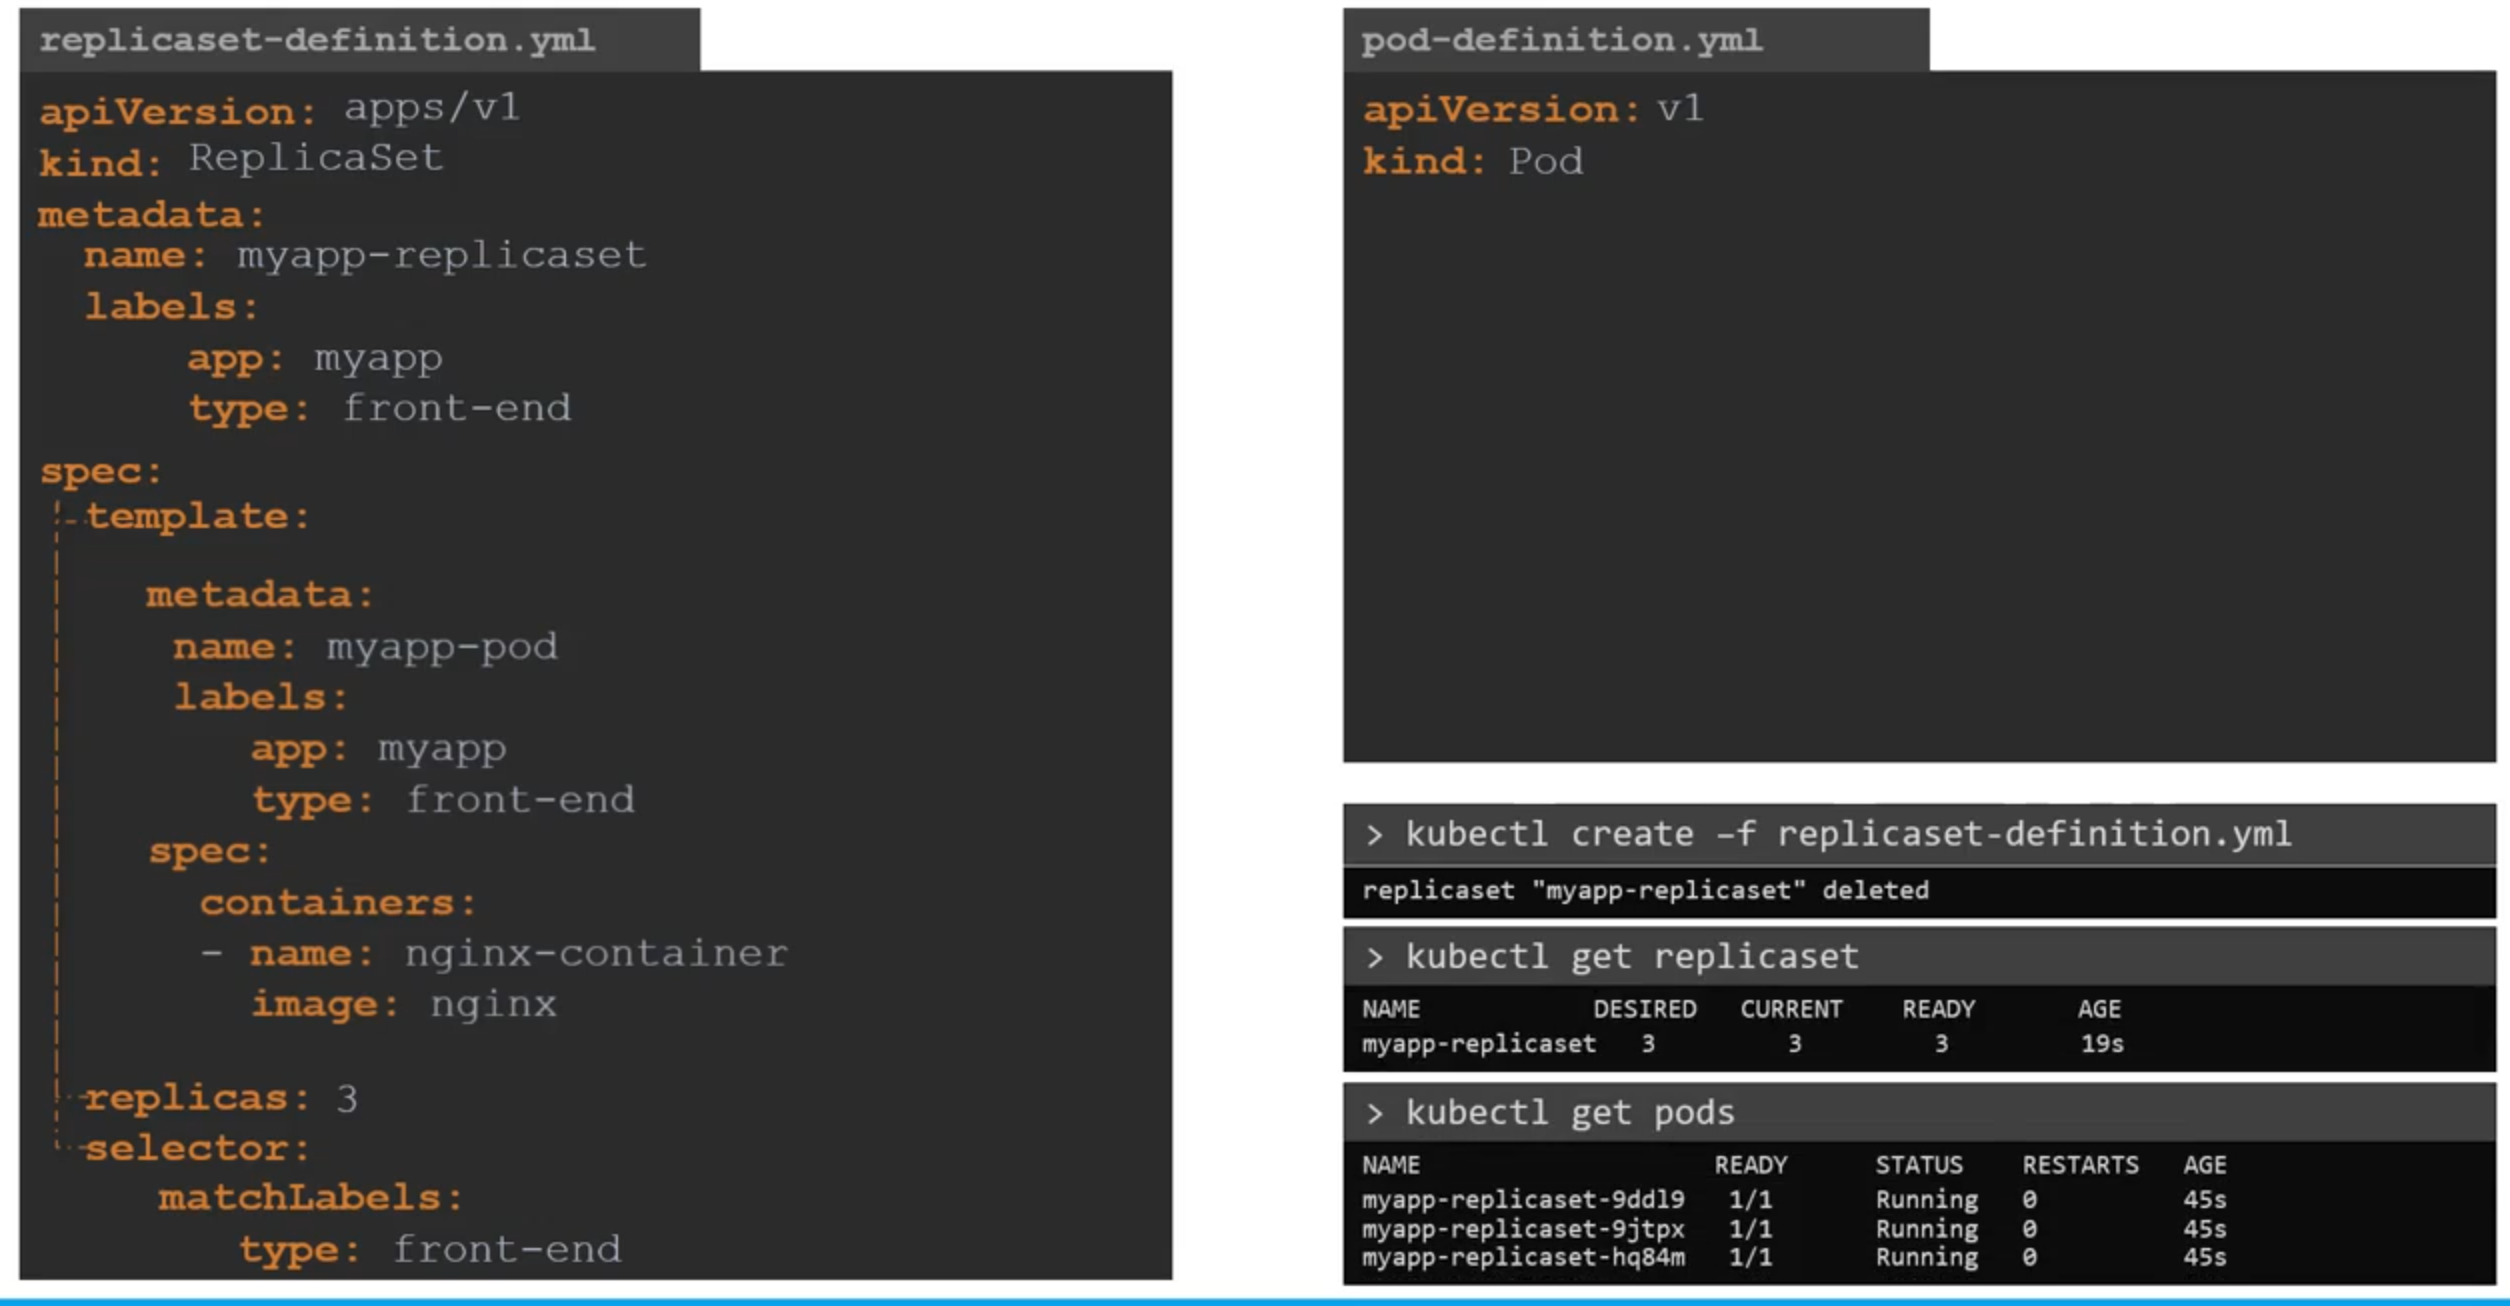 replicaset-definition.yml
apiVersion: apps/v1
kind: ReplicaSet
metadata:
name: myapp-replicaset
labels:
app: myapp
type: front-end
spec:
template:
metadata:
name: myapp-pod
labels:
app: myapp
type: front-end
spec:
containers:
- name: nginx-container
image: nginx
replicas: 3
selector:
matchLabels:
type: front-end
pod-definition.yml
apiVersion: v1
kind: Pod
> kubectl create –f replicaset-definition.yml
replicaset "myapp-replicaset" deleted
> kubectl get replicaset
NAME DESIRED CURRENT READY AGE
myapp-replicaset 3 3 3 19s
> kubectl get pods
NAME READY STATUS RESTARTS AGE
myapp-replicaset-9ddl9 1/1 Running 0 45s
myapp-replicaset-9jtpx 1/1 Running 0 45s
myapp-replicaset-hq84m 1/1 Running 0 45s